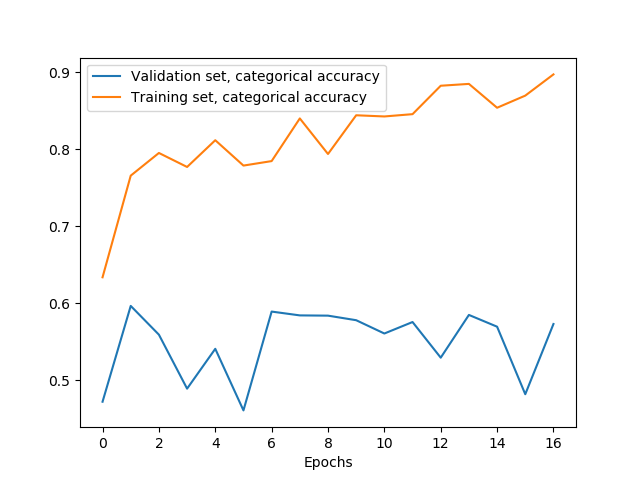 Validation set, categorical accuracy
Training set, categorical accuracy
0.9
0.8
0.7
0.6
0.5
0 2 4 6 8 10 12 14 16
Epochs